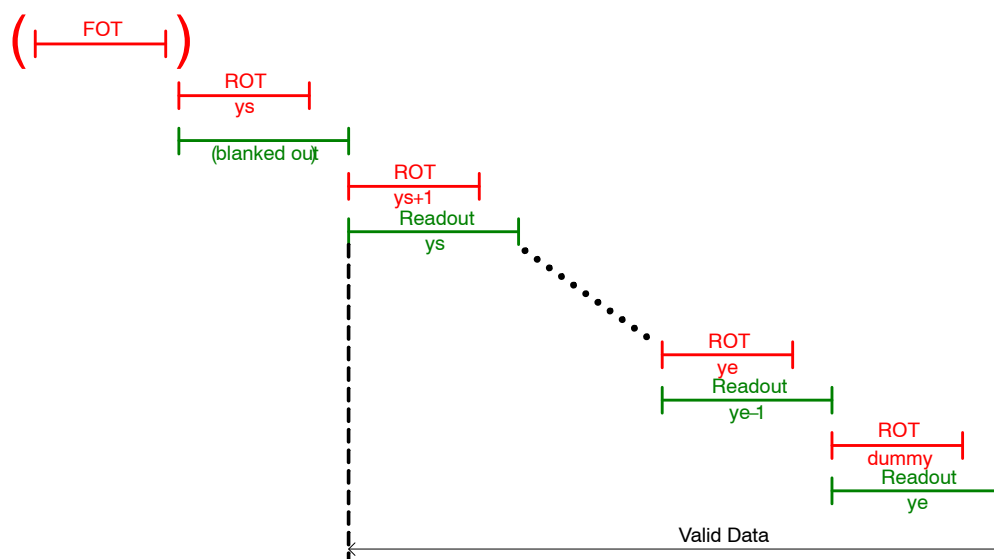 ( FOT )
ROT
ys
(blanked out)
ROT
ys+1
Readout
ys
ROT
ye
Readout
ye–1
ROT
dummy
Readout
ye
Valid Data